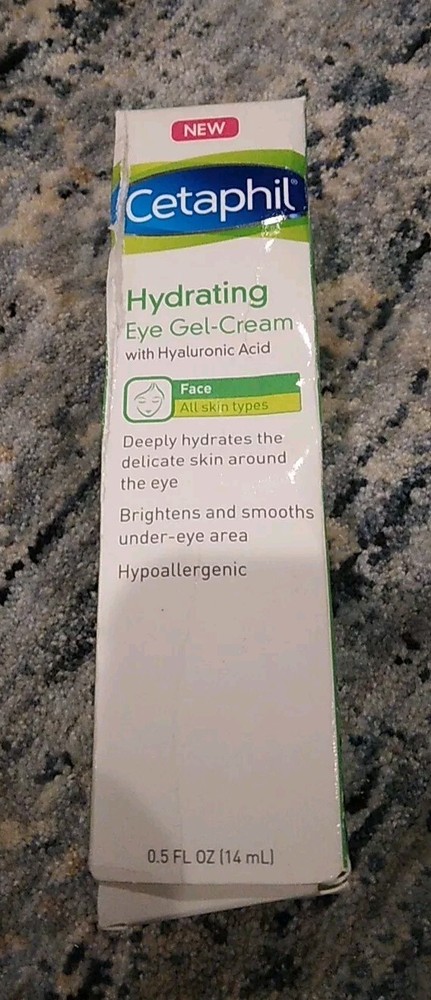 NEW
Cetaphil®
Hydrating
Eye Gel-Cream
with Hyaluronic Acid
Face
All skin types
Deeply hydrates the
delicate skin around
the eye
Brightens and smooths
under-eye area
Hypoallergenic
0.5 FL OZ (14 mL)